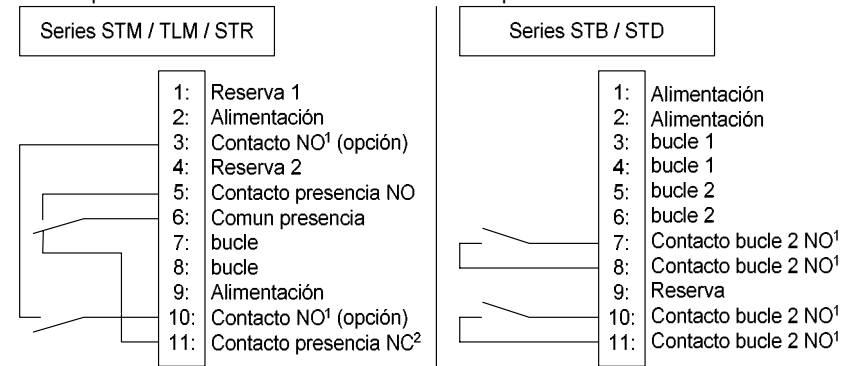 Series STM / TLM / STR
1: Reserva 1
2: Alimentación
3: Contacto NO¹ (opción)
4: Reserva 2
5: Contacto presencia NO
6: Comun presencia
7: bucle
8: bucle
9: Alimentación
10: Contacto NO¹ (opción)
11: Contacto presencia NC²
Series STB / STD
1: Alimentación
2: Alimentación
3: bucle 1
4: bucle 1
5: bucle 2
6: bucle 2
7: Contacto bucle 2 NO¹
8: Contacto bucle 2 NO¹
9: Reserva
10: Contacto bucle 2 NO¹
11: Contacto bucle 2 NO¹